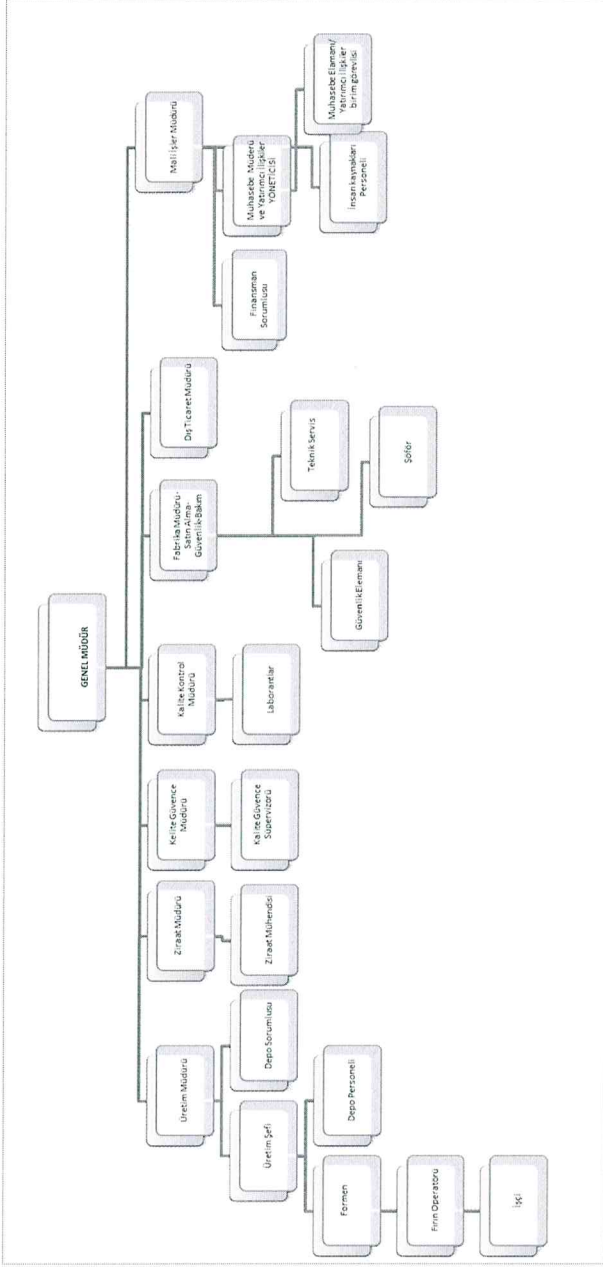 GENEL MÜDÜR
Üretim Müdürü
Ziraat Müdürü
Kelite Güvence
Müdürü
Kalite Kontrol
Müdürü
Fabrika Müdürü-
Satın Alma-
Güvenlik-Bakım
Dış Ticaret Müdürü
Mali İşler Müdürü
Üretim Şefi
Depo Sorumlusu
Ziraat Mühendisi
Kalite Güvence
Süpervizörü
Laborantlar
Finansman
Sorumlusu
Muhasebe Müderü
ve Yatırımcı İlişkiler
YÖNETİCİSİ
Formen
Depo Personeli
Güvenlik Elemanı
Teknik Servis
Şoför
İnsan kaynakları
Personeli
Muhasebe Elamanı/
Yatırımcı İlişkiler
birim görevlisi
Fırın Operatörü
İşçi